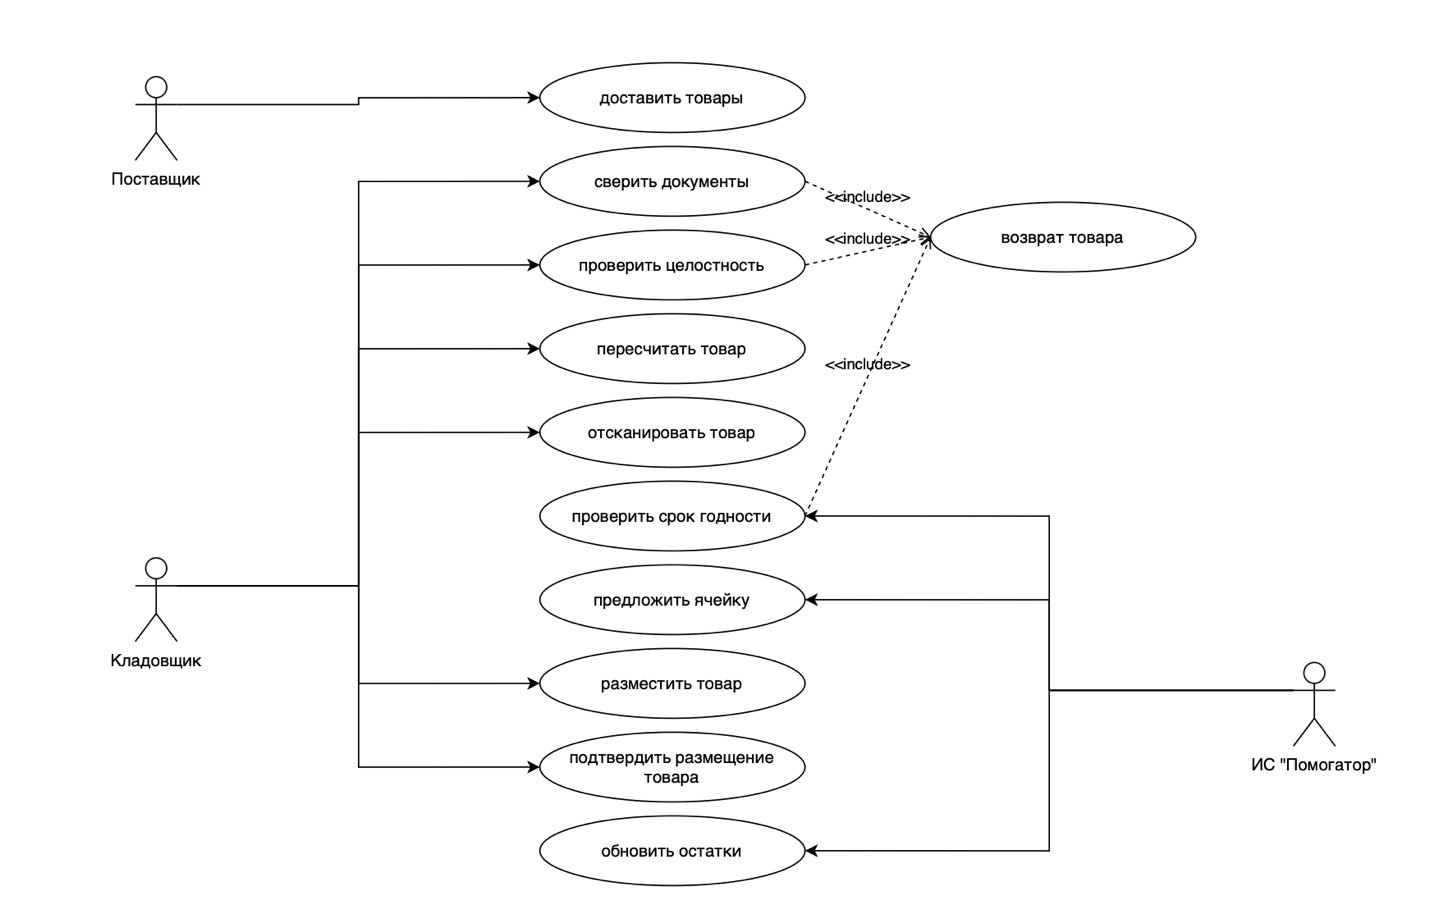 доставить товары
Поставщик
сверить документы
<<include>>
возврат товара
<<include>>
проверить целостность
пересчитать товар
<<include>>
отсканировать товар
проверить срок годности
предложить ячейку
Кладовщик
разместить товар
подтвердить размещение
товара
ИС "Помогатор"
обновить остатки